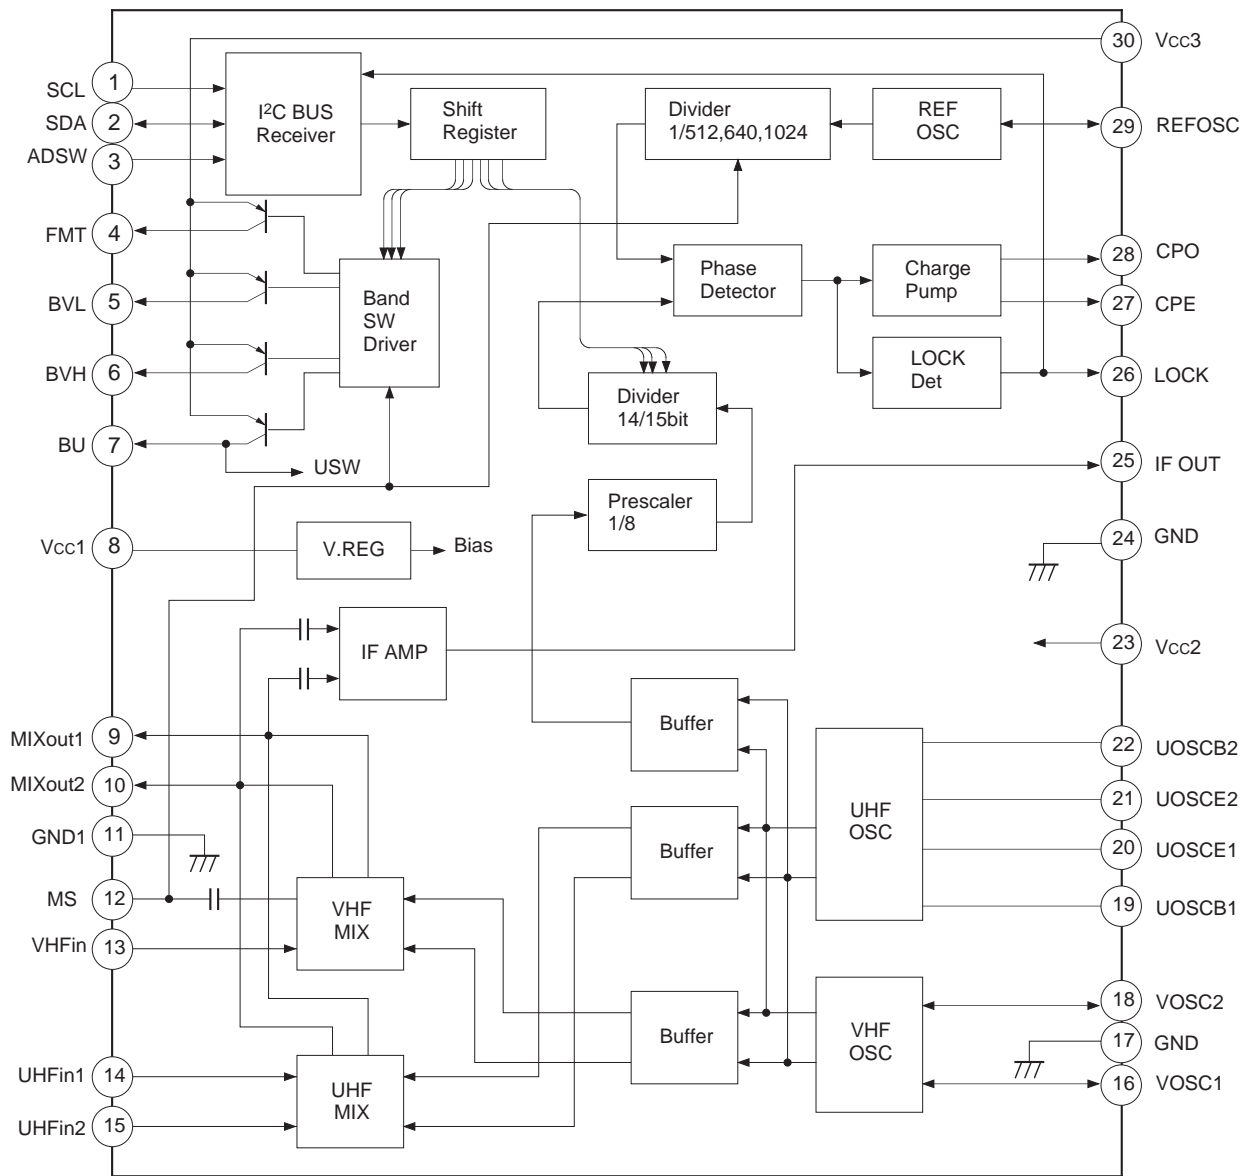 1
SCL
2
SDA
3
ADSW
4
FMT
5
BVL
6
BVH
7
BU
8
Vcc1
9
MIXout1
10
MIXout2
11
GND1
12
MS
13
VHFin
14
UHFin1
15
UHFin2
I²C BUS
Receiver
Shift
Register
Divider
1/512,640,1024
REF
OSC
Band
SW
Driver
Phase
Detector
Charge
Pump
LOCK
Det
Divider
14/15bit
USW
Prescaler
1/8
V.REG
Bias
IF AMP
Buffer
Buffer
UHF
OSC
VHF
MIX
Buffer
VHF
OSC
UHF
MIX
30
Vcc3
29
REFOSC
28
CPO
27
CPE
26
LOCK
25
IF OUT
24
GND
23
Vcc2
22
UOSCB2
21
UOSCE2
20
UOSCE1
19
UOSCB1
18
VOSC2
17
GND
16
VOSC1